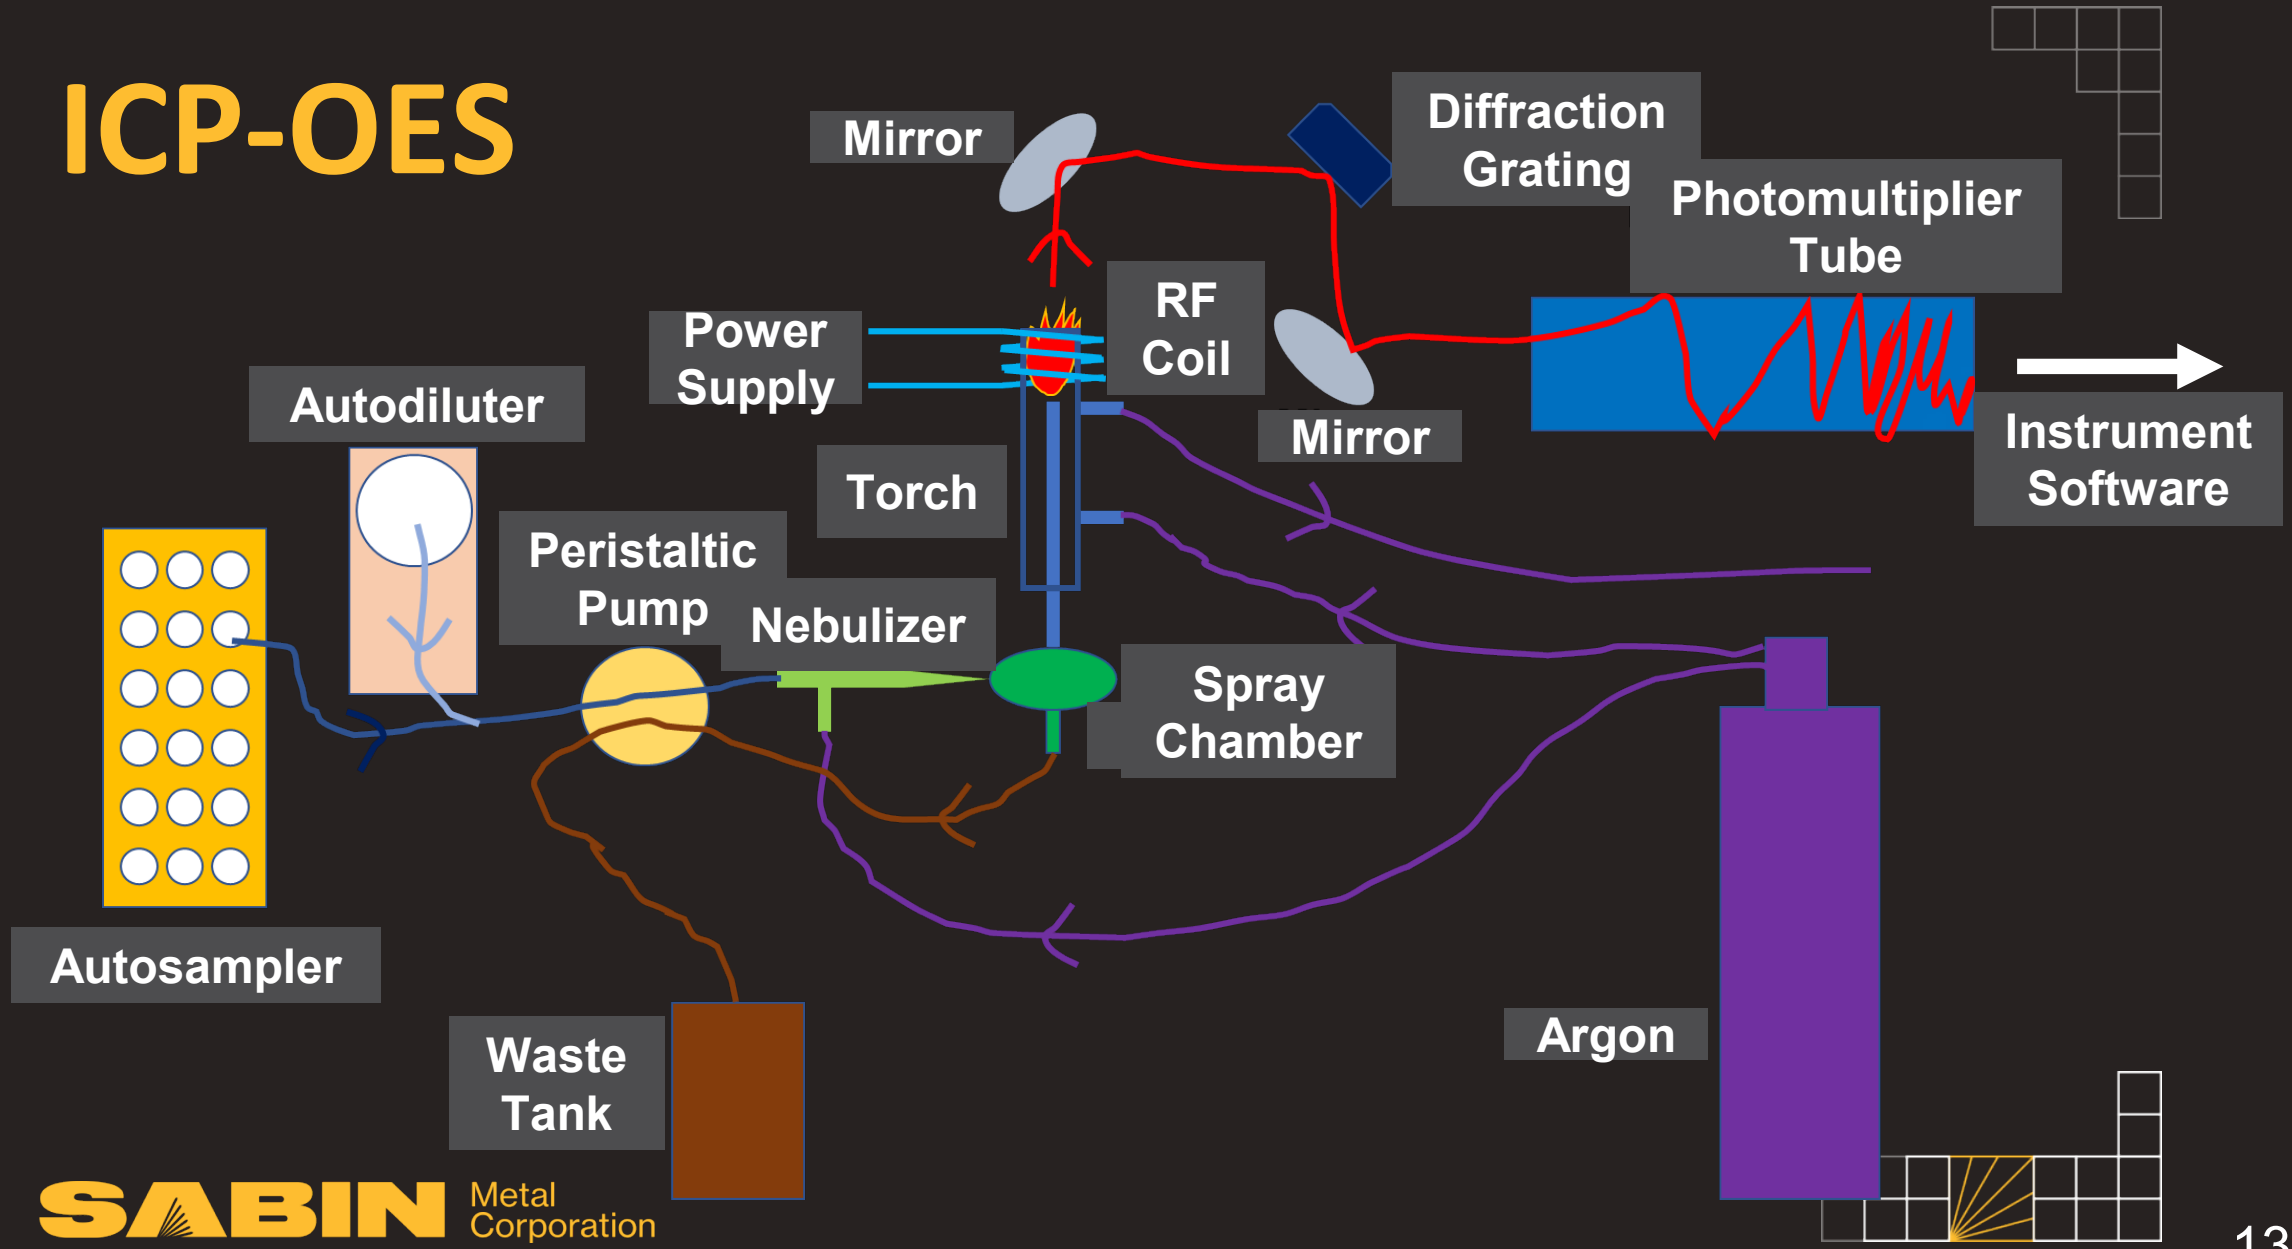 ICP-OES
Mirror
Diffraction
Grating
Photomultiplier
Tube
RF
Coil
Power
Supply
Autodiluter
Mirror
Instrument
Software
Torch
Peristaltic
Pump
Nebulizer
Spray
Chamber
Autosampler
Waste
Tank
Argon
SABIN
Metal
Corporation
13